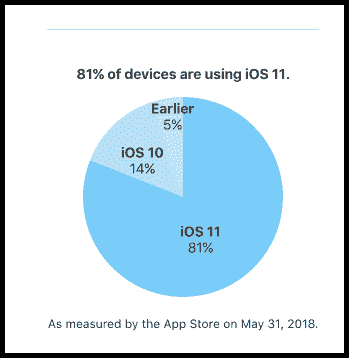 81% of devices are using iOS 11.
Earlier
5%
iOS 10
14%
iOS 11
81%
As measured by the App Store on May 31, 2018.